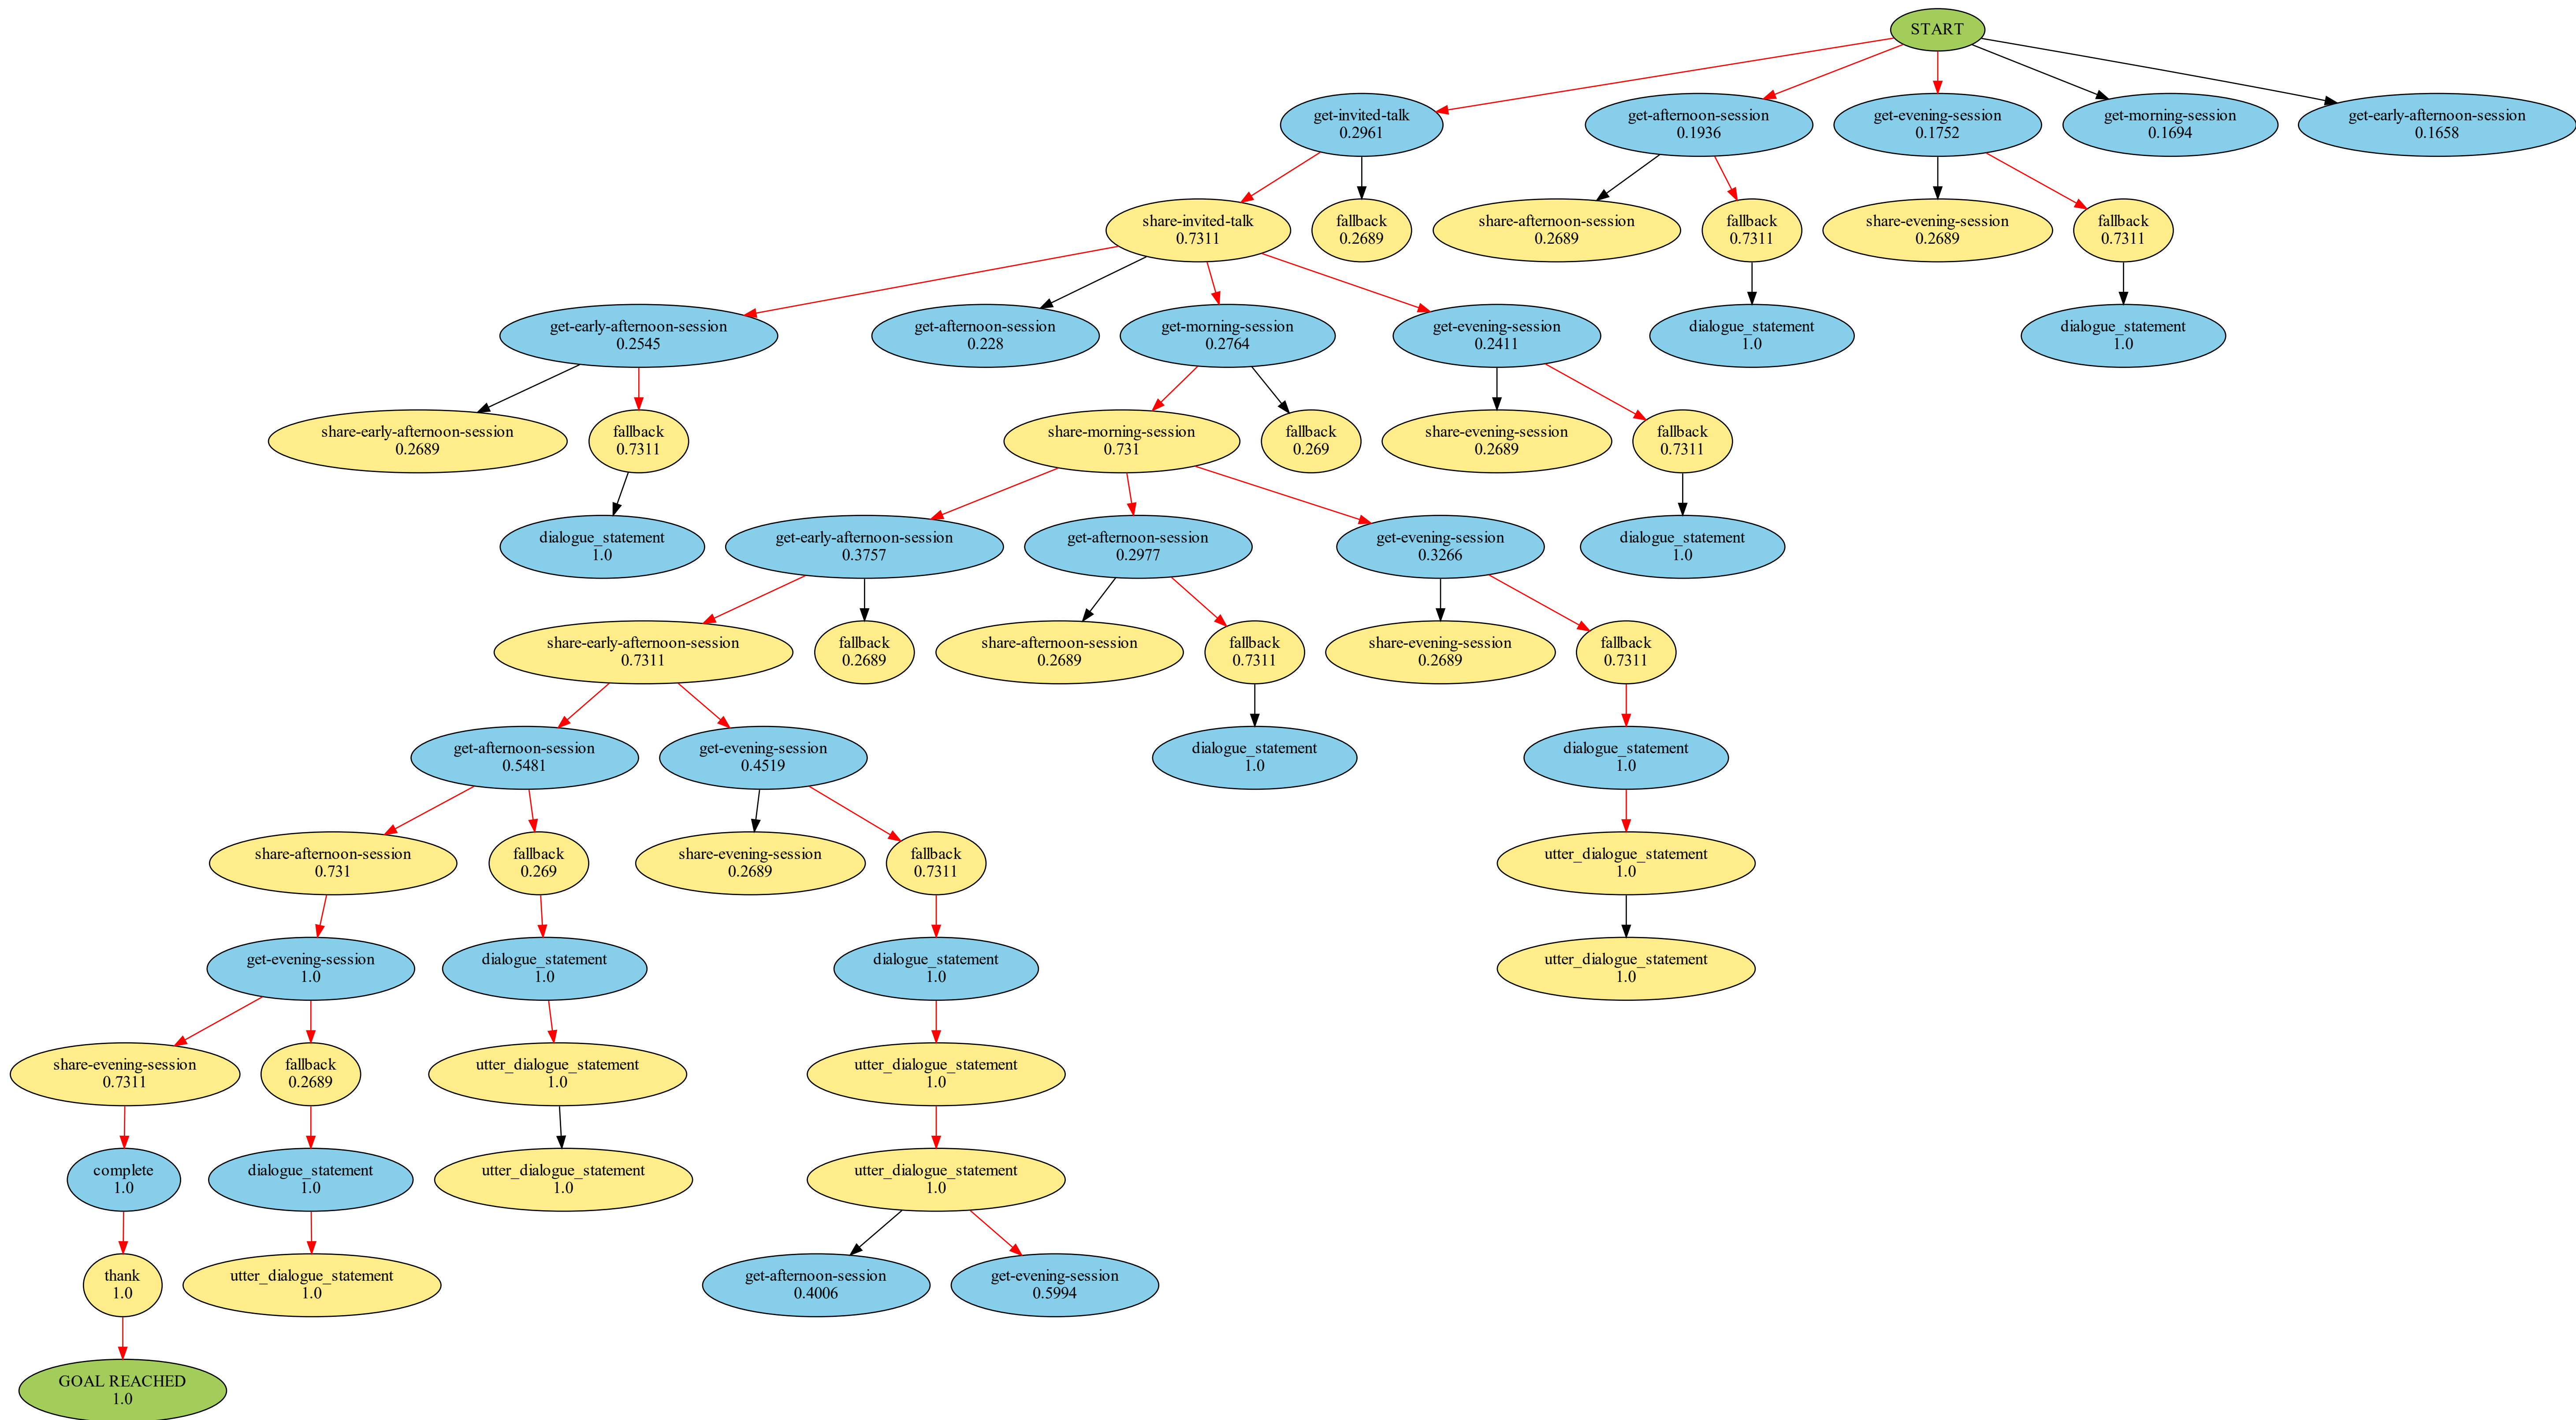 START
get-invited-talk
0.2961
get-afternoon-session
0.1936
get-evening-session
0.1752
get-morning-session
0.1694
get-early-afternoon-session
0.1658
share-invited-talk
0.7311
fallback
0.2689
share-afternoon-session
0.2689
fallback
0.7311
share-evening-session
0.2689
fallback
0.7311
get-early-afternoon-session
0.2545
get-afternoon-session
0.228
get-morning-session
0.2764
get-evening-session
0.2411
dialogue_statement
1.0
dialogue_statement
1.0
share-early-afternoon-session
0.2689
fallback
0.7311
share-morning-session
0.731
fallback
0.269
share-evening-session
0.2689
fallback
0.7311
dialogue_statement
1.0
get-early-afternoon-session
0.3757
get-afternoon-session
0.2977
get-evening-session
0.3266
dialogue_statement
1.0
share-early-afternoon-session
0.7311
fallback
0.2689
share-afternoon-session
0.2689
fallback
0.7311
share-evening-session
0.2689
fallback
0.7311
get-afternoon-session
0.5481
get-evening-session
0.4519
dialogue_statement
1.0
dialogue_statement
1.0
share-afternoon-session
0.731
fallback
0.269
share-evening-session
0.2689
fallback
0.7311
utter_dialogue_statement
1.0
get-evening-session
1.0
dialogue_statement
1.0
dialogue_statement
1.0
utter_dialogue_statement
1.0
share-evening-session
0.7311
fallback
0.2689
utter_dialogue_statement
1.0
utter_dialogue_statement
1.0
complete
1.0
dialogue_statement
1.0
utter_dialogue_statement
1.0
utter_dialogue_statement
1.0
thank
1.0
utter_dialogue_statement
1.0
get-afternoon-session
0.4006
get-evening-session
0.5994
GOAL REACHED
1.0